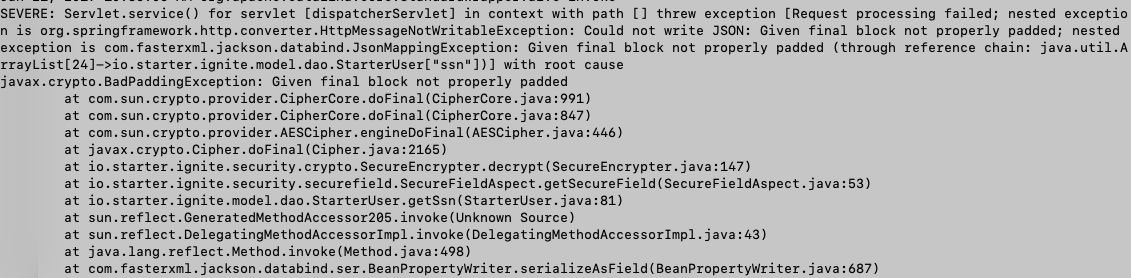 SEVERE: Servlet.service() for servlet [dispatcherServlet] in context with path [] threw exception [Request processing failed; nested exceptio
n is org.springframework.http.converter.HttpMessageNotWritableException: Could not write JSON: Given final block not properly padded; nested
exception is com.fasterxml.jackson.databind.JsonMappingException: Given final block not properly padded (through reference chain: java.util.A
rrayList[24]->io.starter.ignite.model.dao.StarterUser["ssn"])] with root cause
javax.crypto.BadPaddingException: Given final block not properly padded
at com.sun.crypto.provider.CipherCore.doFinal(CipherCore.java:991)
at com.sun.crypto.provider.CipherCore.doFinal(CipherCore.java:847)
at com.sun.crypto.provider.AESCipher.engineDoFinal(AESCipher.java:446)
at javax.crypto.Cipher.doFinal(Cipher.java:2165)
at io.starter.ignite.security.crypto.SecureEncrypter.decrypt(SecureEncrypter.java:147)
at io.starter.ignite.security.securefield.SecureFieldAspect.getSecureField(SecureFieldAspect.java:53)
at io.starter.ignite.model.dao.StarterUser.getSsn(StarterUser.java:81)
at sun.reflect.GeneratedMethodAccessor205.invoke(Unknown Source)
at sun.reflect.DelegatingMethodAccessorImpl.invoke(DelegatingMethodAccessorImpl.java:43)
at java.lang.reflect.Method.invoke(Method.java:498)
at com.fasterxml.jackson.databind.ser.BeanPropertyWriter.serializeAsField(BeanPropertyWriter.java:687)